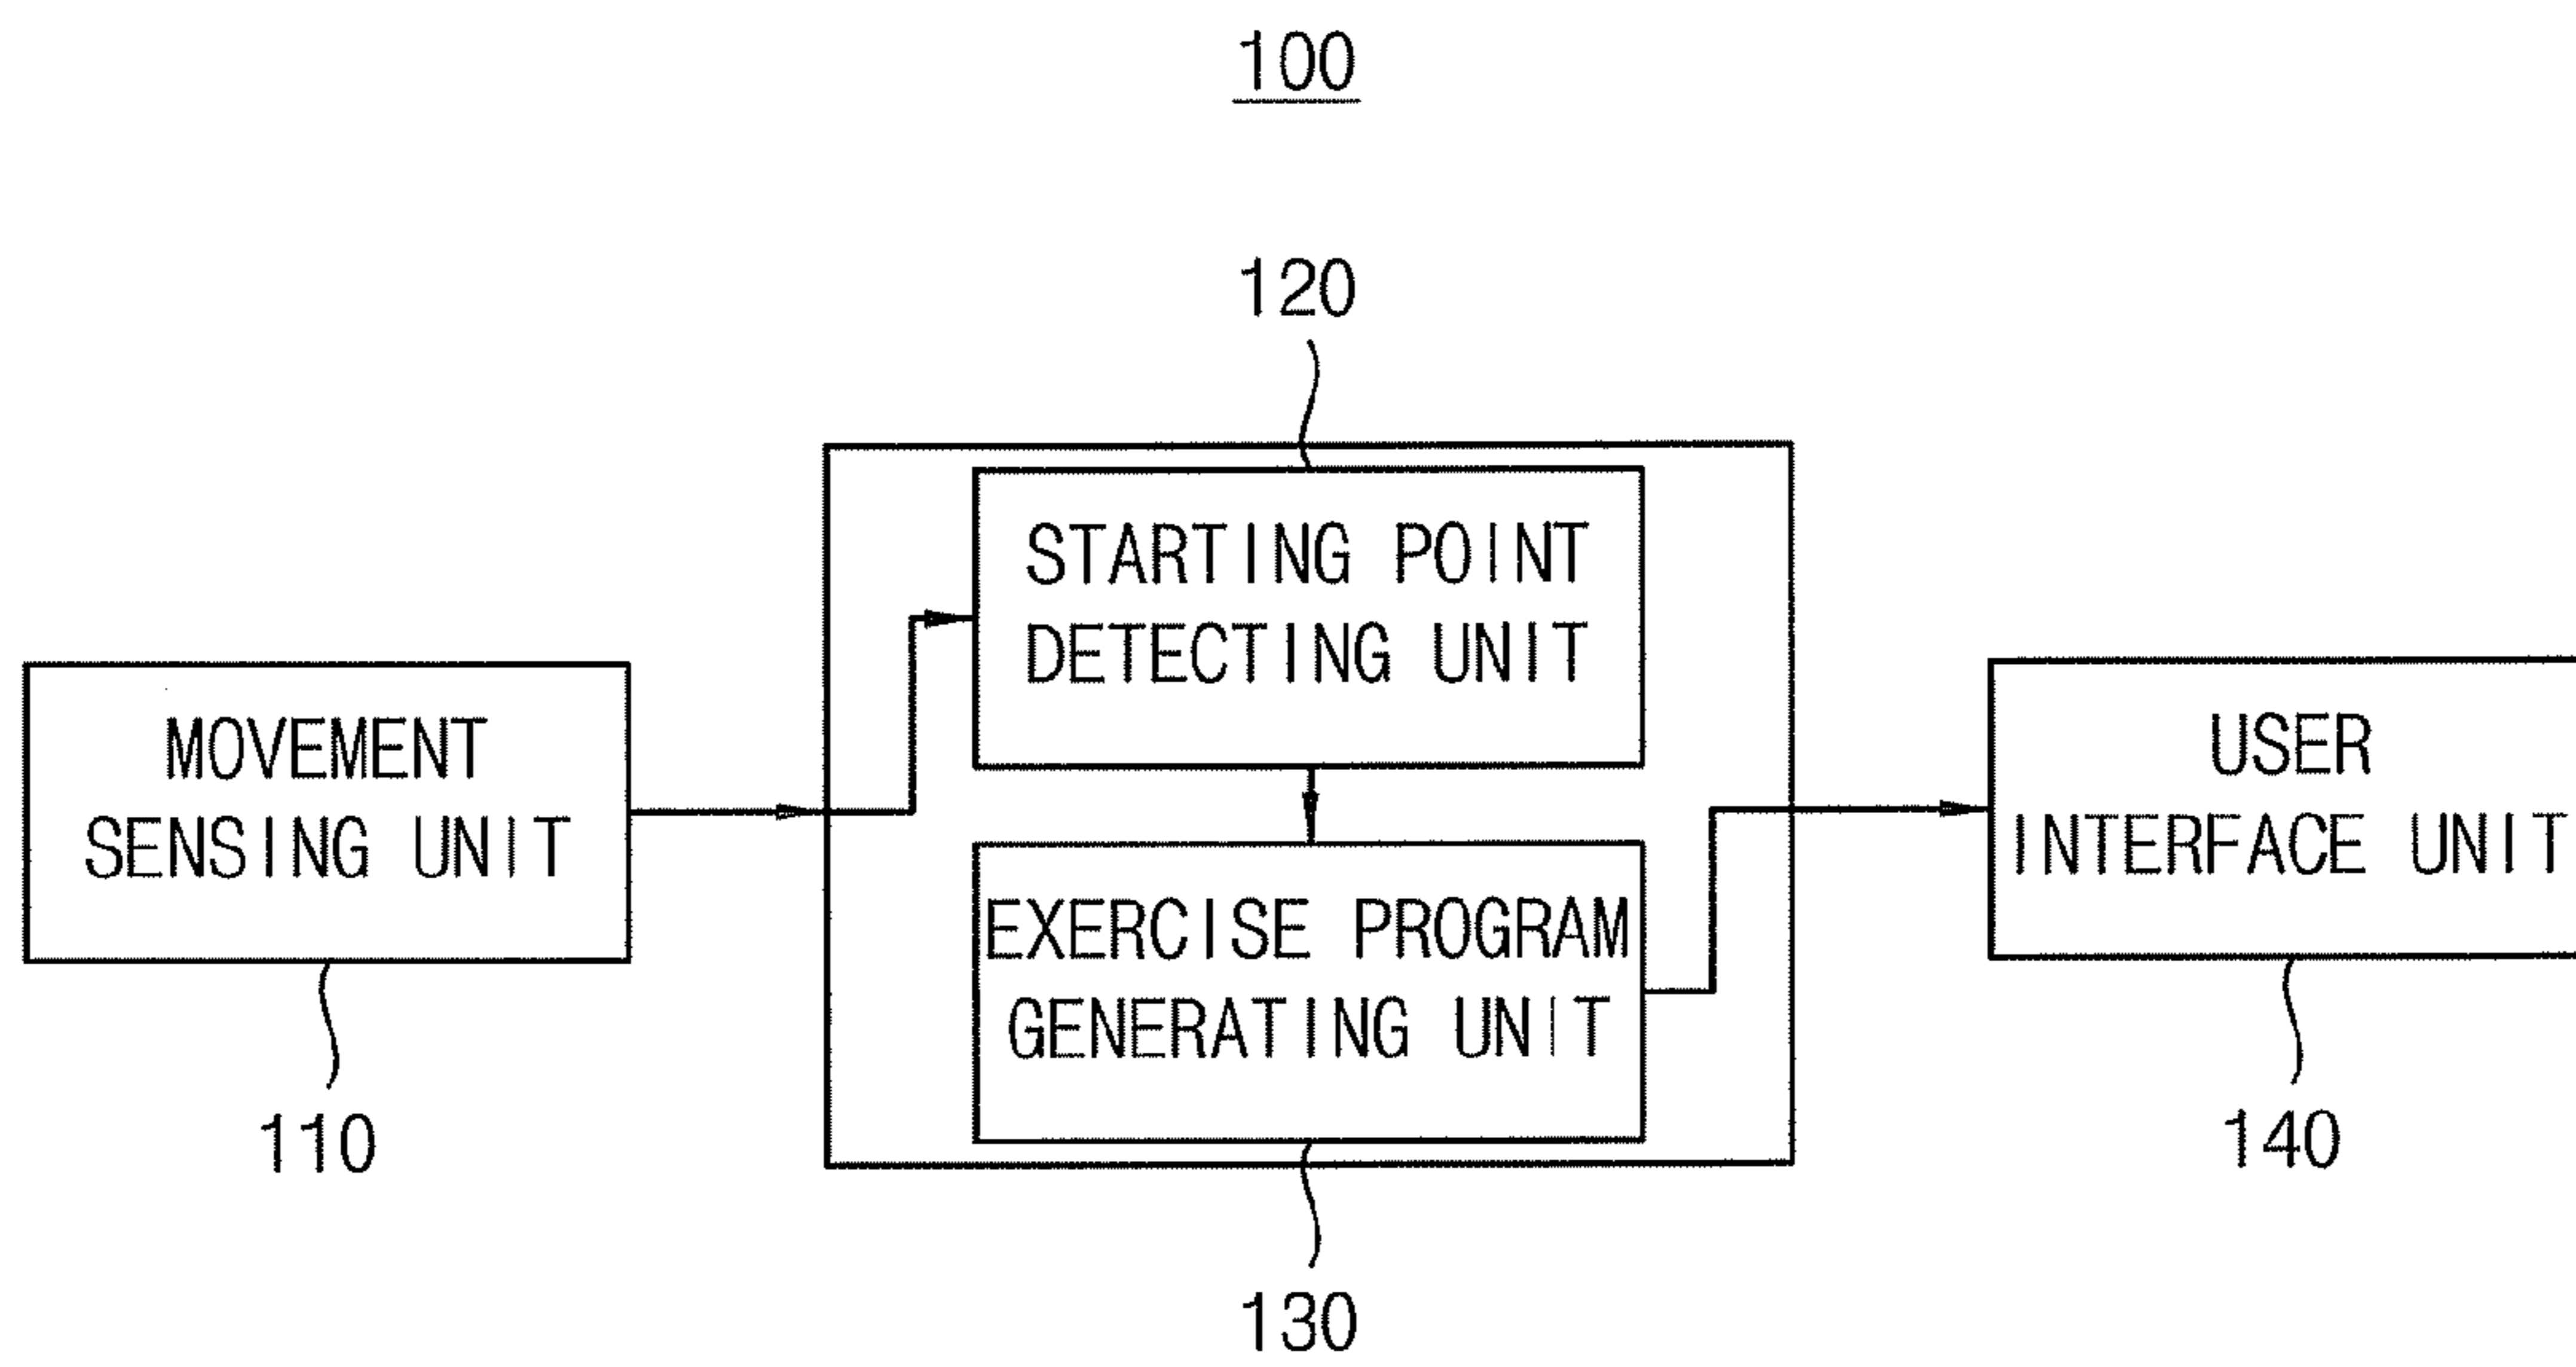 100
120
STARTING POINT
DETECTING UNIT
MOVEMENT
SENSING UNIT
USER
INTERFACE UNIT
EXERCISE PROGRAM
GENERATING UNIT
110
140
130